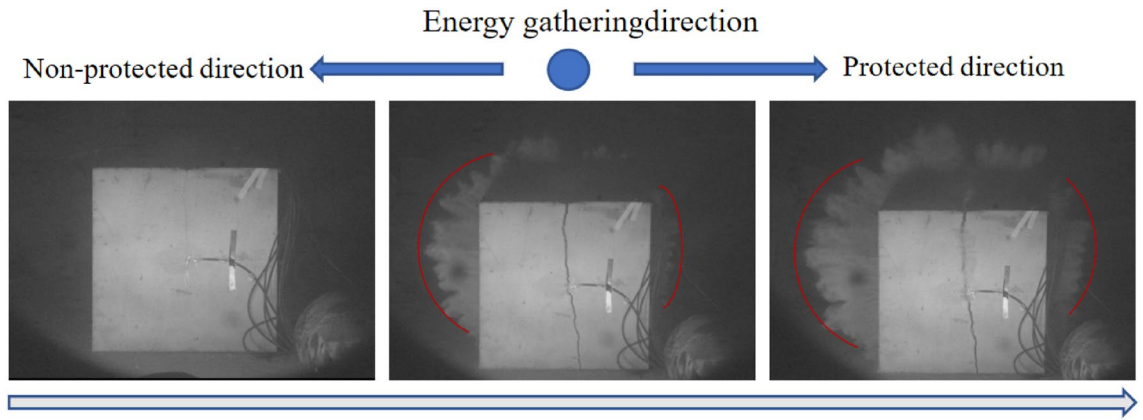 Energy gatheringdirection
Non-protected direction
Protected direction